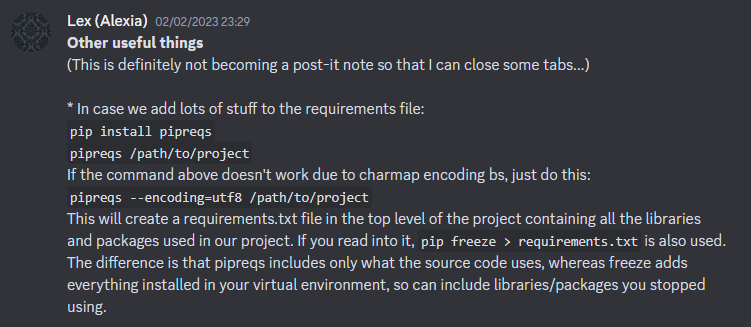 Lex (Alexia) 02/02/2023 23:29
Other useful things
(This is definitely not becoming a post-it note so that I can close some tabs...)
* In case we add lots of stuff to the requirements file:
pip install pipreqs
pipreqs /path/to/project
If the command above doesn't work due to charmap encoding bs, just do this:
pipreqs --encoding=utf8 /path/to/project
This will create a requirements.txt file in the top level of the project containing all the libraries
and packages used in our project. If you read into it, pip freeze > requirements.txt is also used.
The difference is that pipreqs includes only what the source code uses, whereas freeze adds
everything installed in your virtual environment, so can include libraries/packages you stopped
using.